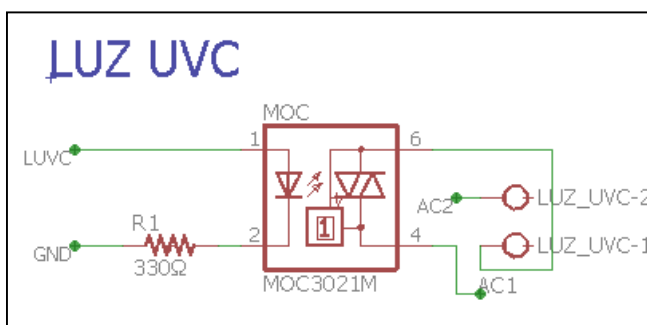 LUZ UVC
MOC
1
6
LUVC
AC2
LUZ_UVC-2
R1
1
GND
330Ω
2
4
LUZ_UVC-1
MOC3021M
AC1